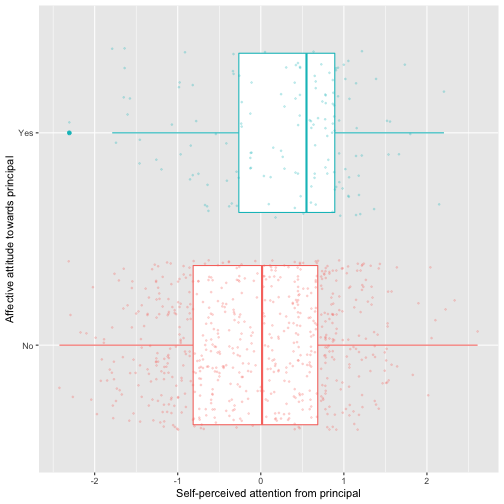 Affective attitude towards principal
Yes
No
-2
-1
0
1
2
Self-perceived attention from principal